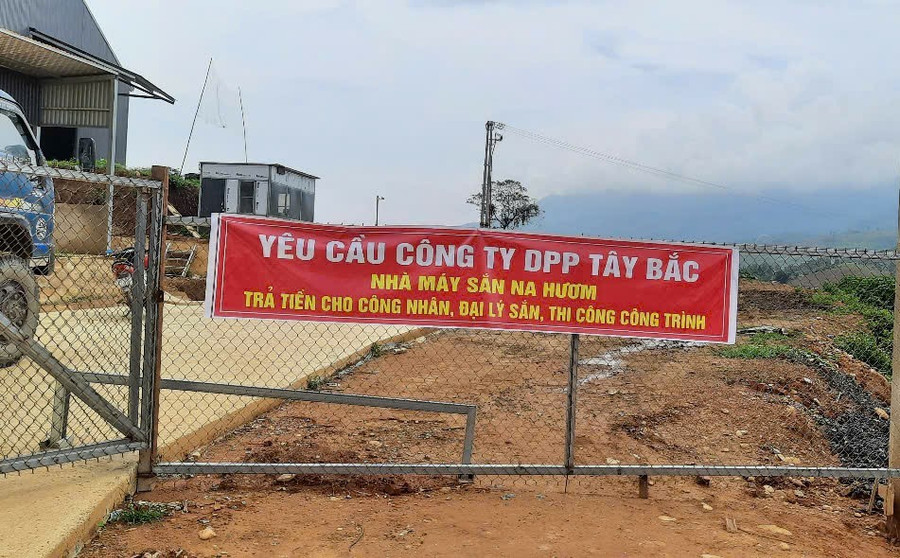 YÊU CẦU CÔNG TY DPP TÂY BẮC
NHÀ MÁY SẮN NA HƯƠM
TRẢ TIỀN CHO CÔNG NHÂN, ĐẠI LÝ SẮN, THI CÔNG CÔNG TRÌNH